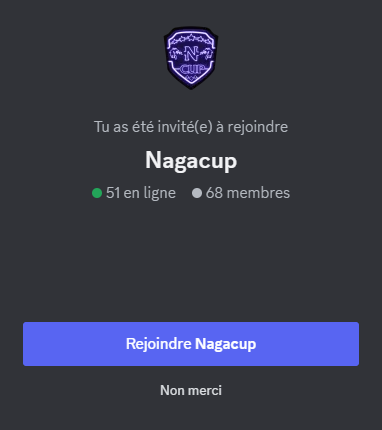 N
CUP
Tu as été invité(e) à rejoindre
Nagacup
51 en ligne 68 membres
Rejoindre Nagacup
Non merci